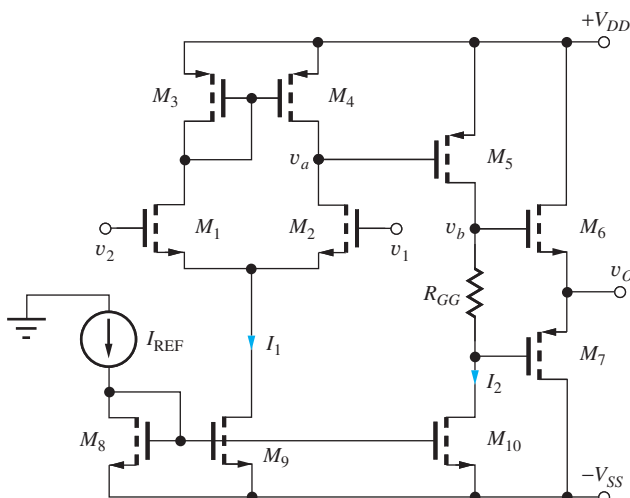 +V_DD
M_3
M_4
v_a
M_5
v_b
M_6
M_1
M_2
v_2
v_1
v_O
R_GG
I_REF
I_1
I_2
M_7
M_8
M_9
M_10
−V_SS